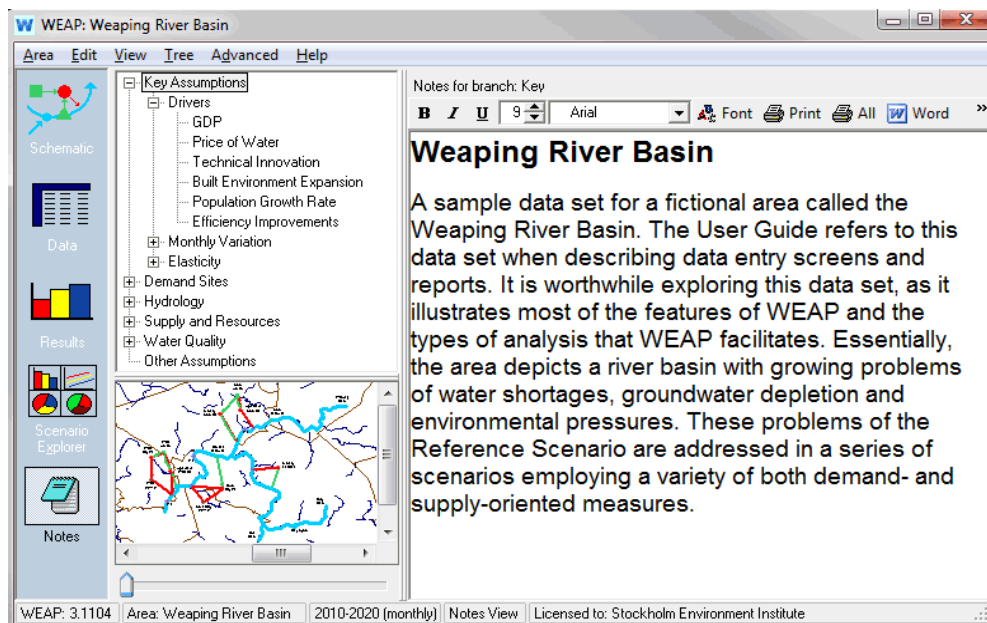 WEAP: Weaping River Basin
Area Edit View Tree Advanced Help
Schematic
Data
Results
Scenario
Explorer
Notes
Key Assumptions
Drivers
GDP
Price of Water
Technical Innovation
Built Environment Expansion
Population Growth Rate
Efficiency Improvements
Monthly Variation
Elasticity
Demand Sites
Hydrology
Supply and Resources
Water Quality
Other Assumptions
Notes for branch: Key
B I U 9 Arial Font Print All Word »
Weaping River Basin
A sample data set for a fictional area called the
Weaping River Basin. The User Guide refers to this
data set when describing data entry screens and
reports. It is worthwhile exploring this data set, as it
illustrates most of the features of WEAP and the
types of analysis that WEAP facilitates. Essentially,
the area depicts a river basin with growing problems
of water shortages, groundwater depletion and
environmental pressures. These problems of the
Reference Scenario are addressed in a series of
scenarios employing a variety of both demand- and
supply-oriented measures.
WEAP: 3.1104 Area: Weaping River Basin 2010-2020 (monthly) Notes View Licensed to: Stockholm Environment Institute